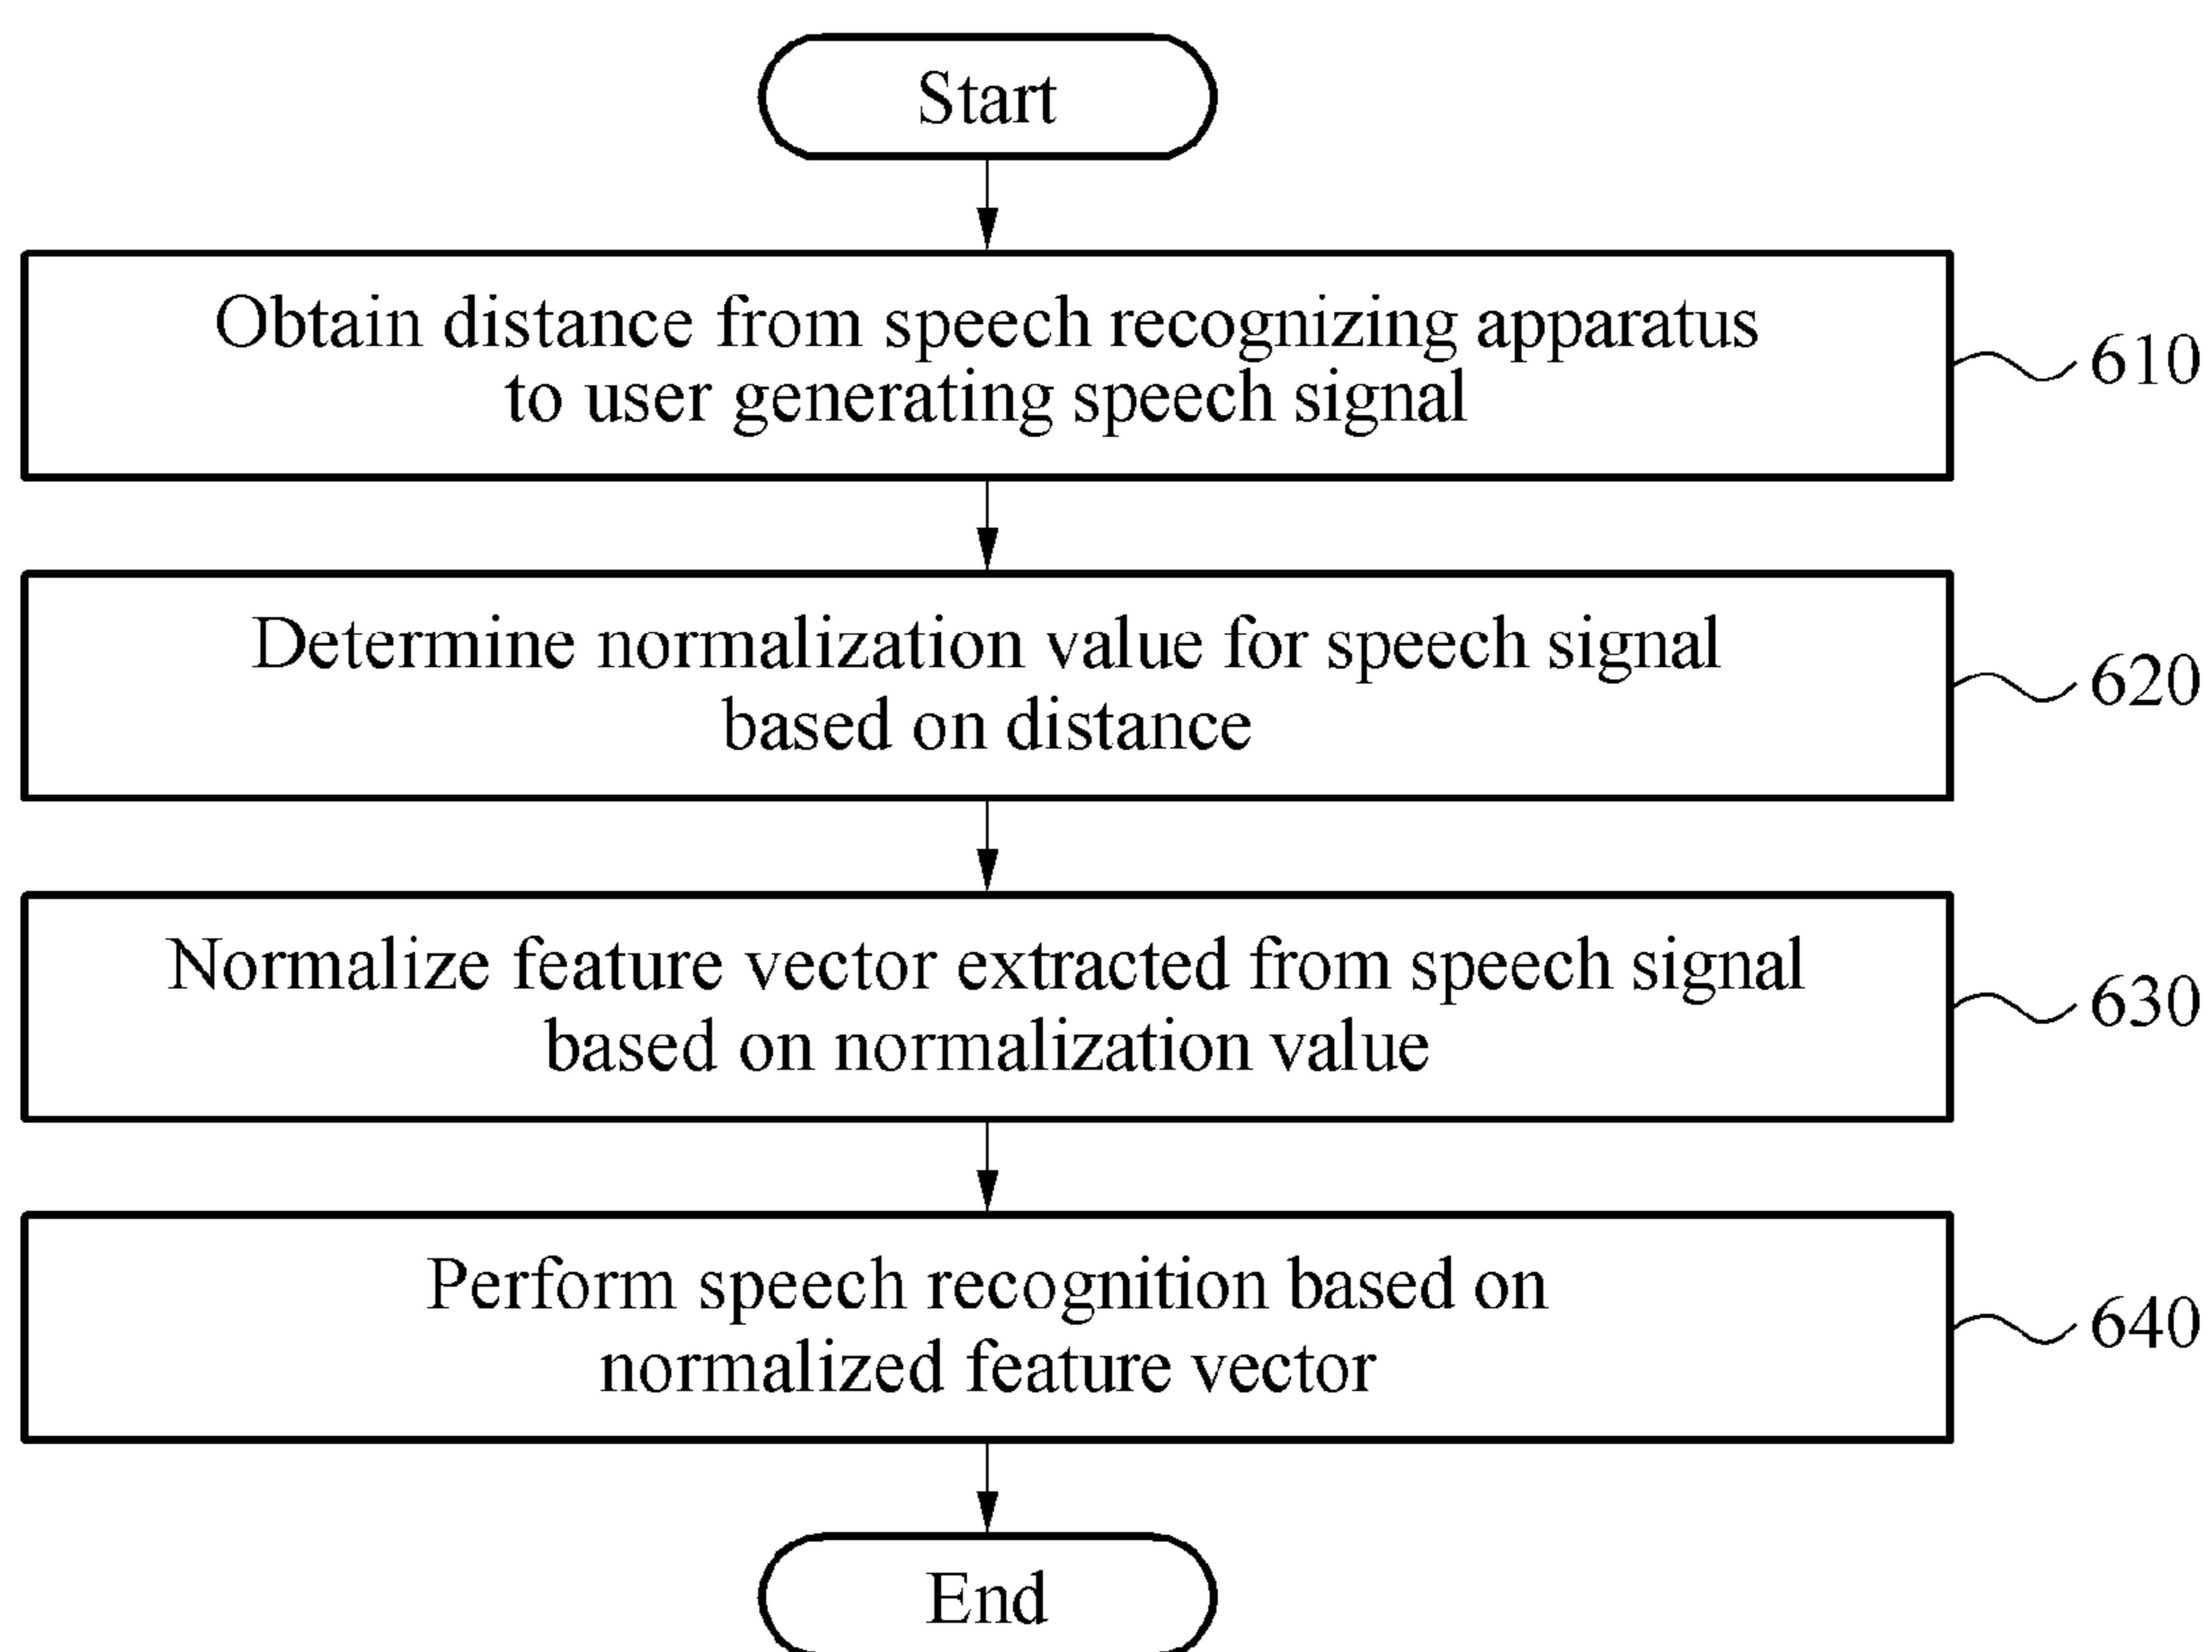 Start
Obtain distance from speech recognizing apparatus
to user generating speech signal
610
Determine normalization value for speech signal
based on distance
620
Normalize feature vector extracted from speech signal
based on normalization value
630
Perform speech recognition based on
normalized feature vector
640
End